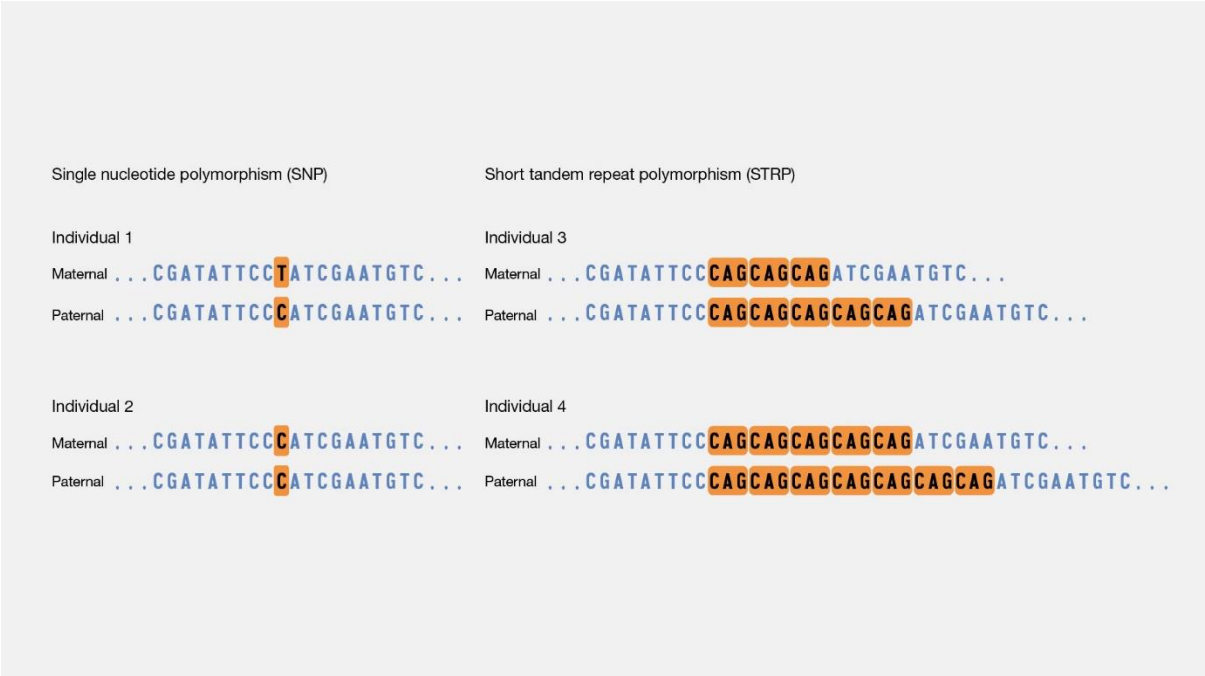 Single nucleotide polymorphism (SNP)
Individual 1
Maternal ...CGATATTCCTATCGAATGTC...
Paternal ...CGATATTCCCATCGAATGTC...
Individual 2
Maternal ...CGATATTCCCATCGAATGTC...
Paternal ...CGATATTCCCATCGAATGTC...
Short tandem repeat polymorphism (STRP)
Individual 3
Maternal ...CGATATTCCCAGCAGCAGATCGAATGTC...
Paternal ...CGATATTCCCAGCAGCAGCAGCAGATCGAATGTC...
Individual 4
Maternal ...CGATATTCCCAGCAGCAGCAGCAGATCGAATGTC...
Paternal ...CGATATTCCCAGCAGCAGCAGCAGCAGCAGATCGAATGTC...